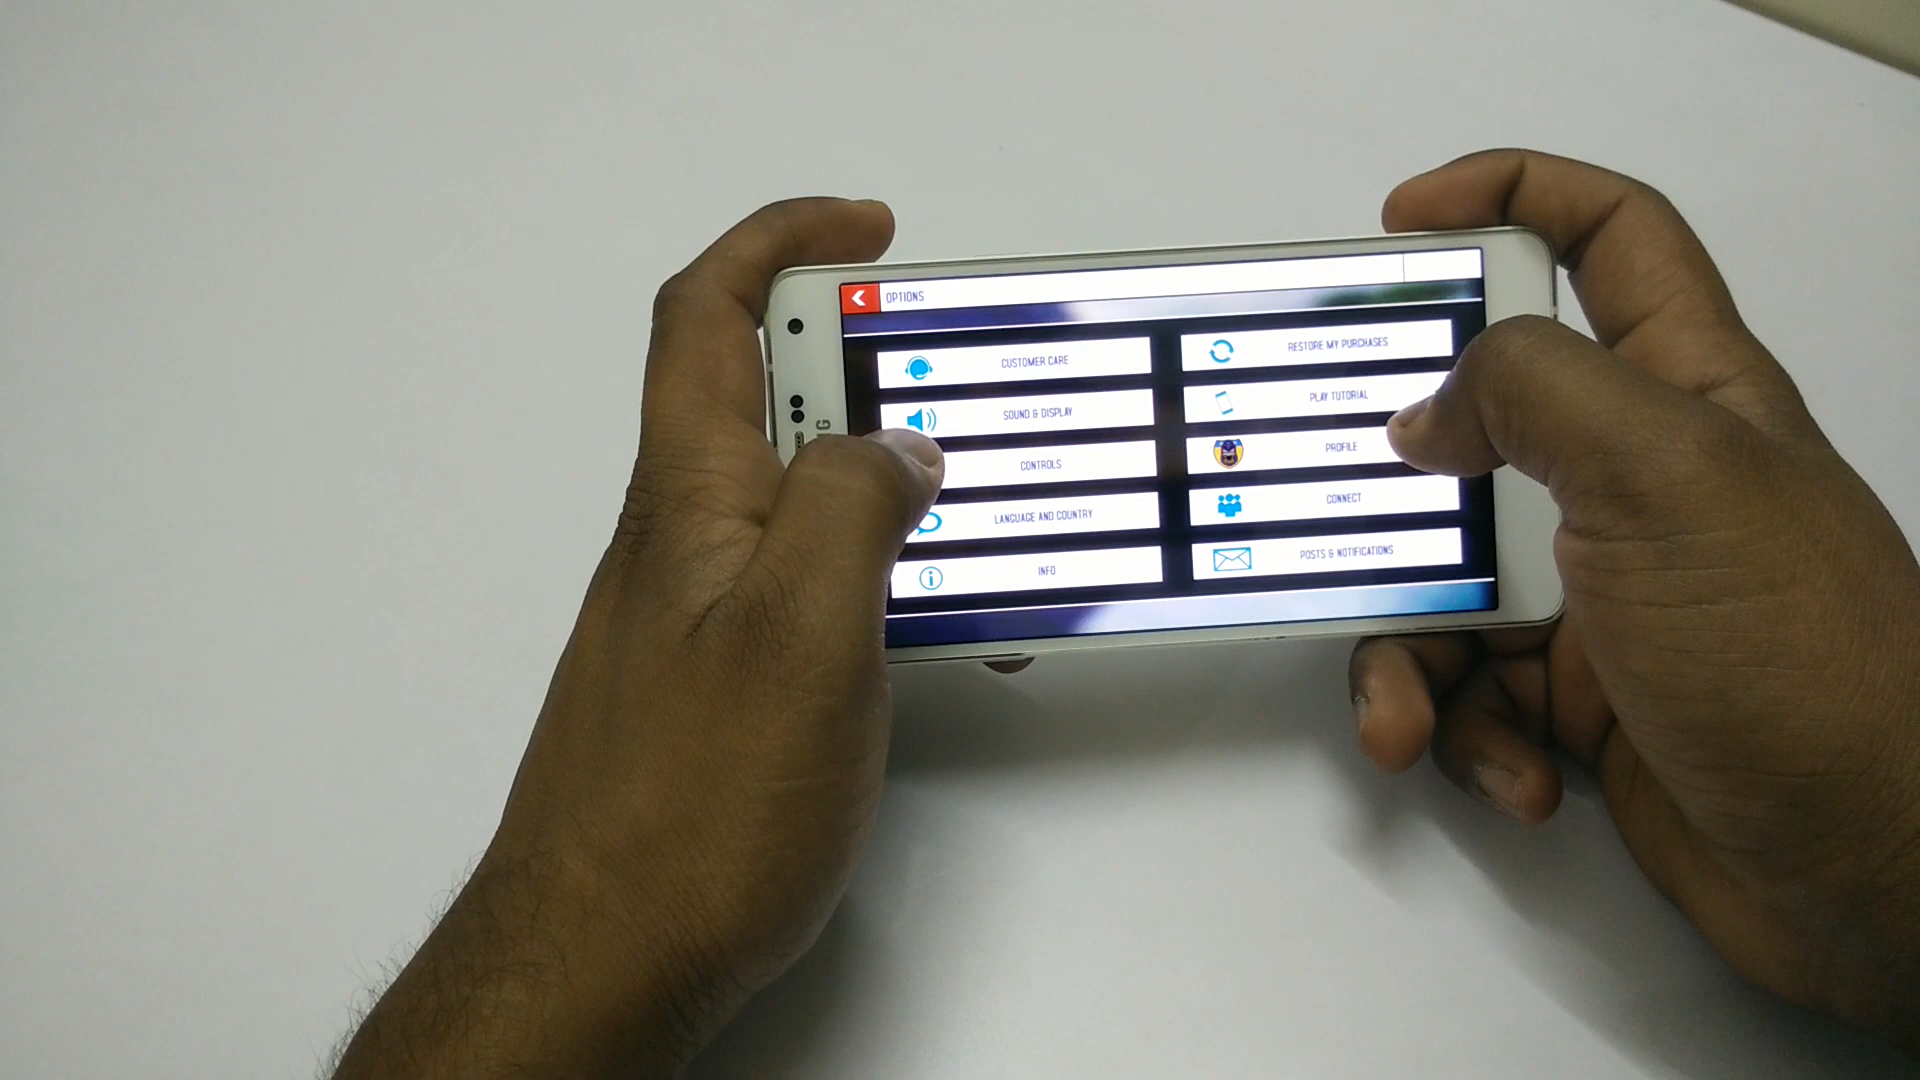 OPTIONS
CUSTOMER CARE
RESTORE MY PURCHASES
SOUND & DISPLAY
PLAY TUTORIAL
CONTROLS
PROFILE
LANGUAGE AND COUNTRY
CONNECT
INFO
POSTS & NOTIFICATIONS